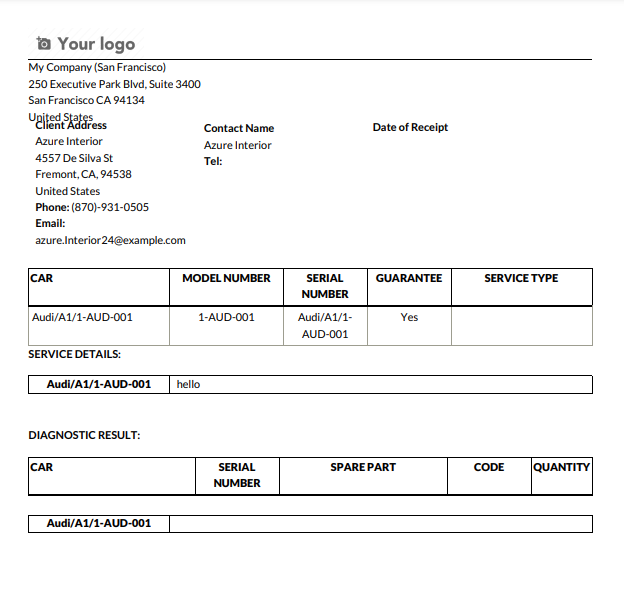 Your logo
My Company (San Francisco)
250 Executive Park Blvd, Suite 3400
San Francisco CA 94134
United States
Client Address
Azure Interior
4557 De Silva St
Fremont, CA, 94538
United States
Phone: (870)-931-0505
Email:
azure.Interior24@example.com
Contact Name
Azure Interior
Tel:
Date of Receipt
CAR MODEL NUMBER SERIAL NUMBER GUARANTEE SERVICE TYPE
Audi/A1/1-AUD-001 1-AUD-001 Audi/A1/1-AUD-001 Yes
SERVICE DETAILS:
Audi/A1/1-AUD-001 hello
DIAGNOSTIC RESULT:
CAR SERIAL NUMBER SPARE PART CODE QUANTITY
Audi/A1/1-AUD-001